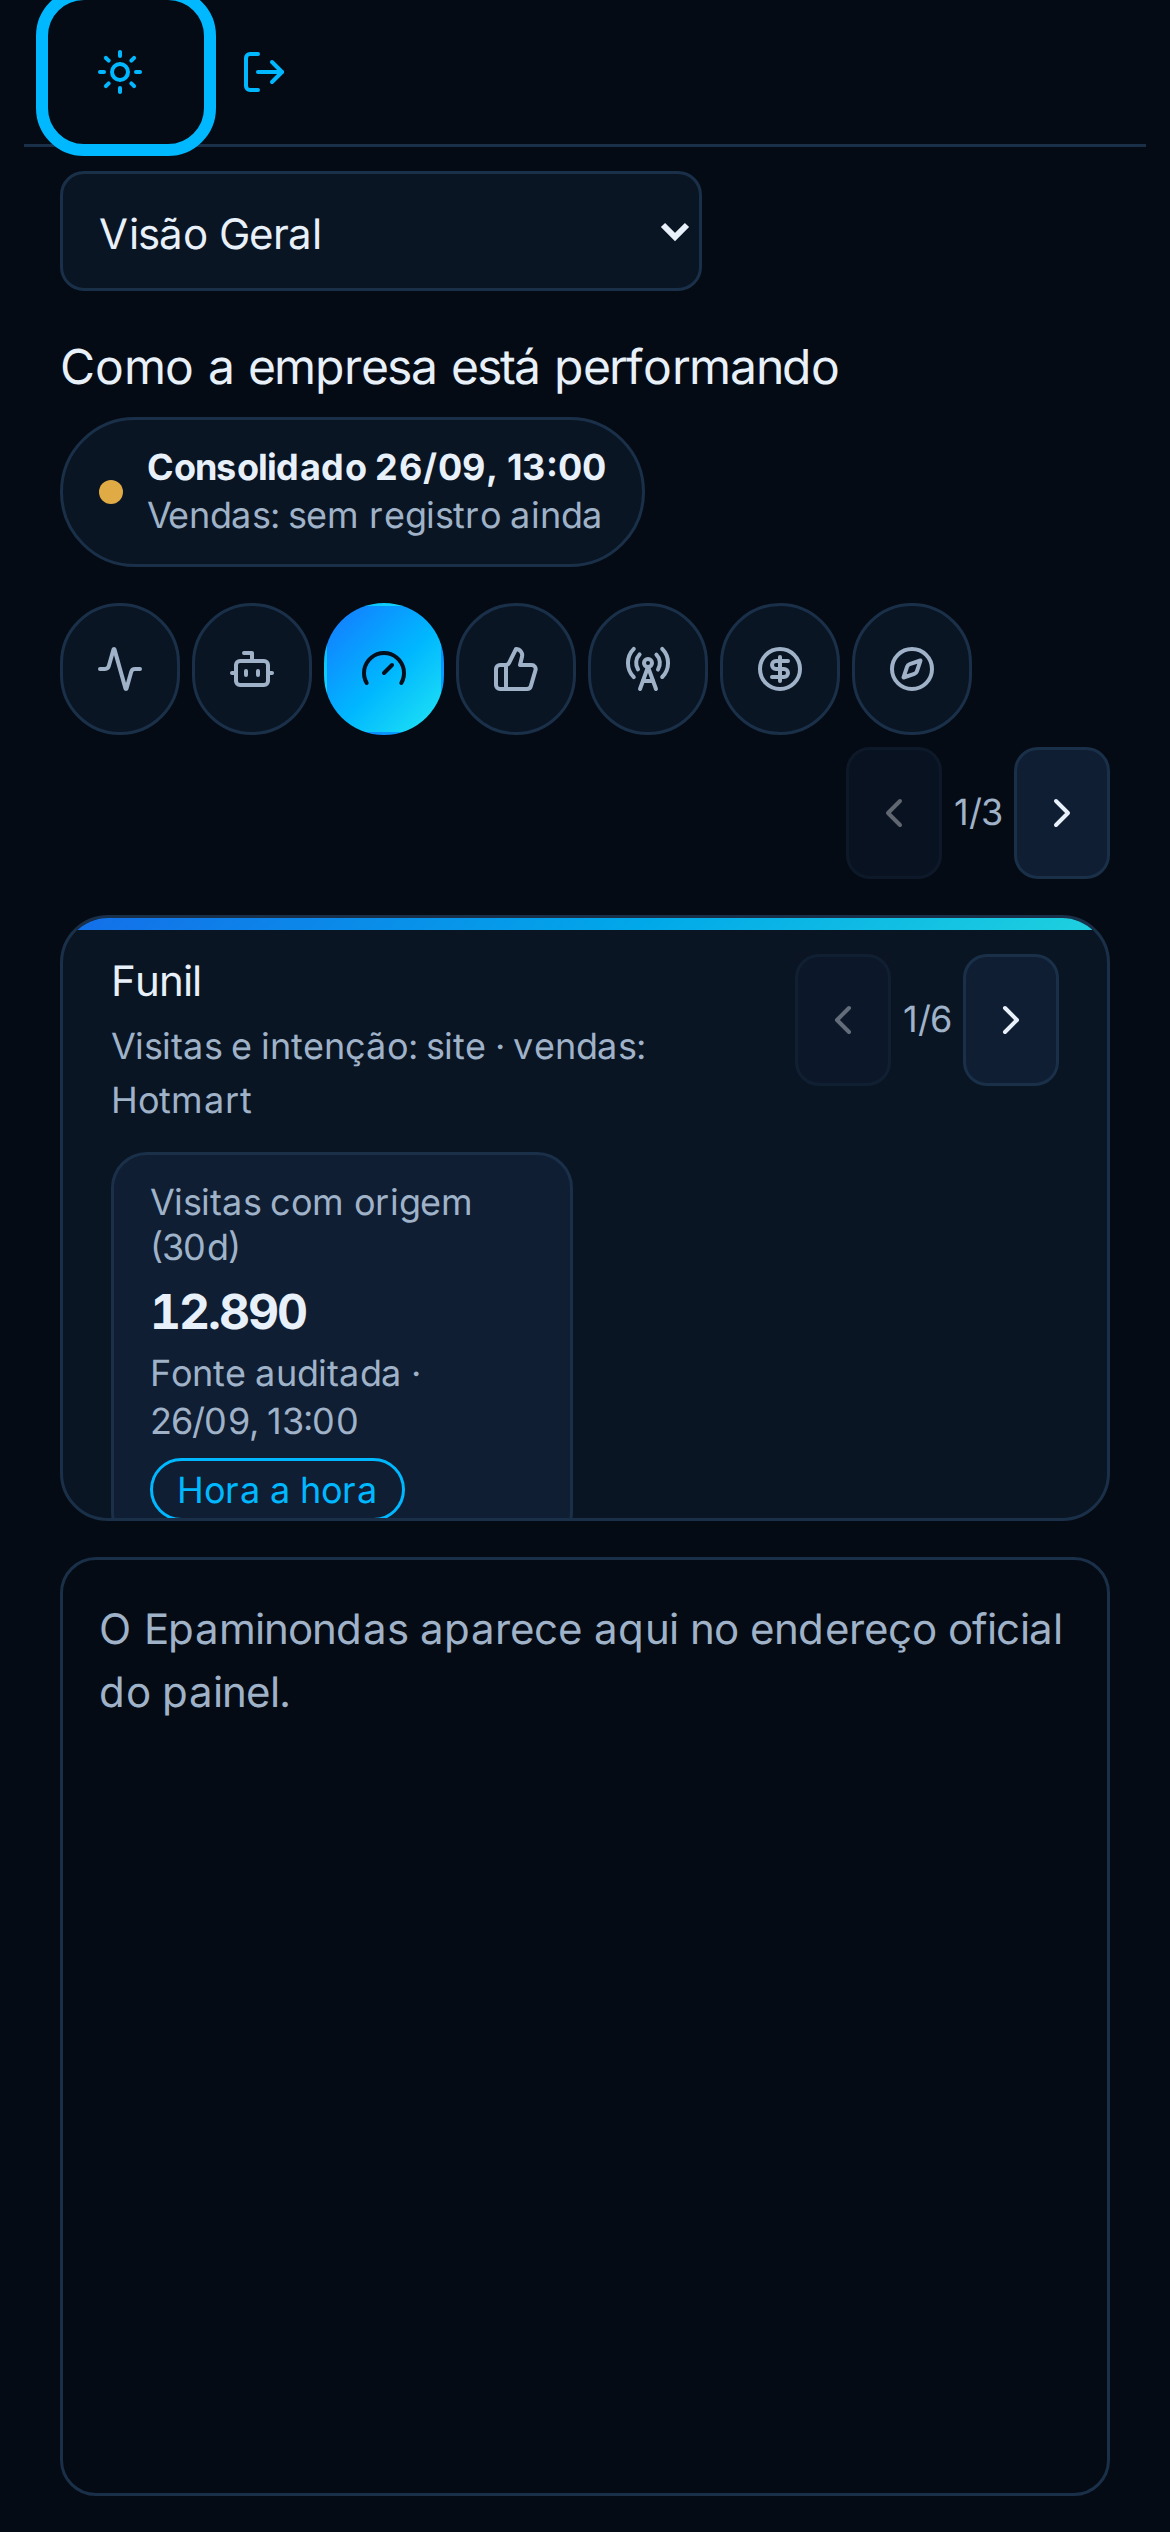 Visão Geral
Como a empresa está performando
Consolidado 26/09, 13:00
Vendas: sem registro ainda
1/3
Funil
1/6
Visitas e intenção: site · vendas:
Hotmart
Visitas com origem
(30d)
12.890
Fonte auditada ·
26/09, 13:00
Hora a hora
O Epaminondas aparece aqui no endereço oficial
do painel.